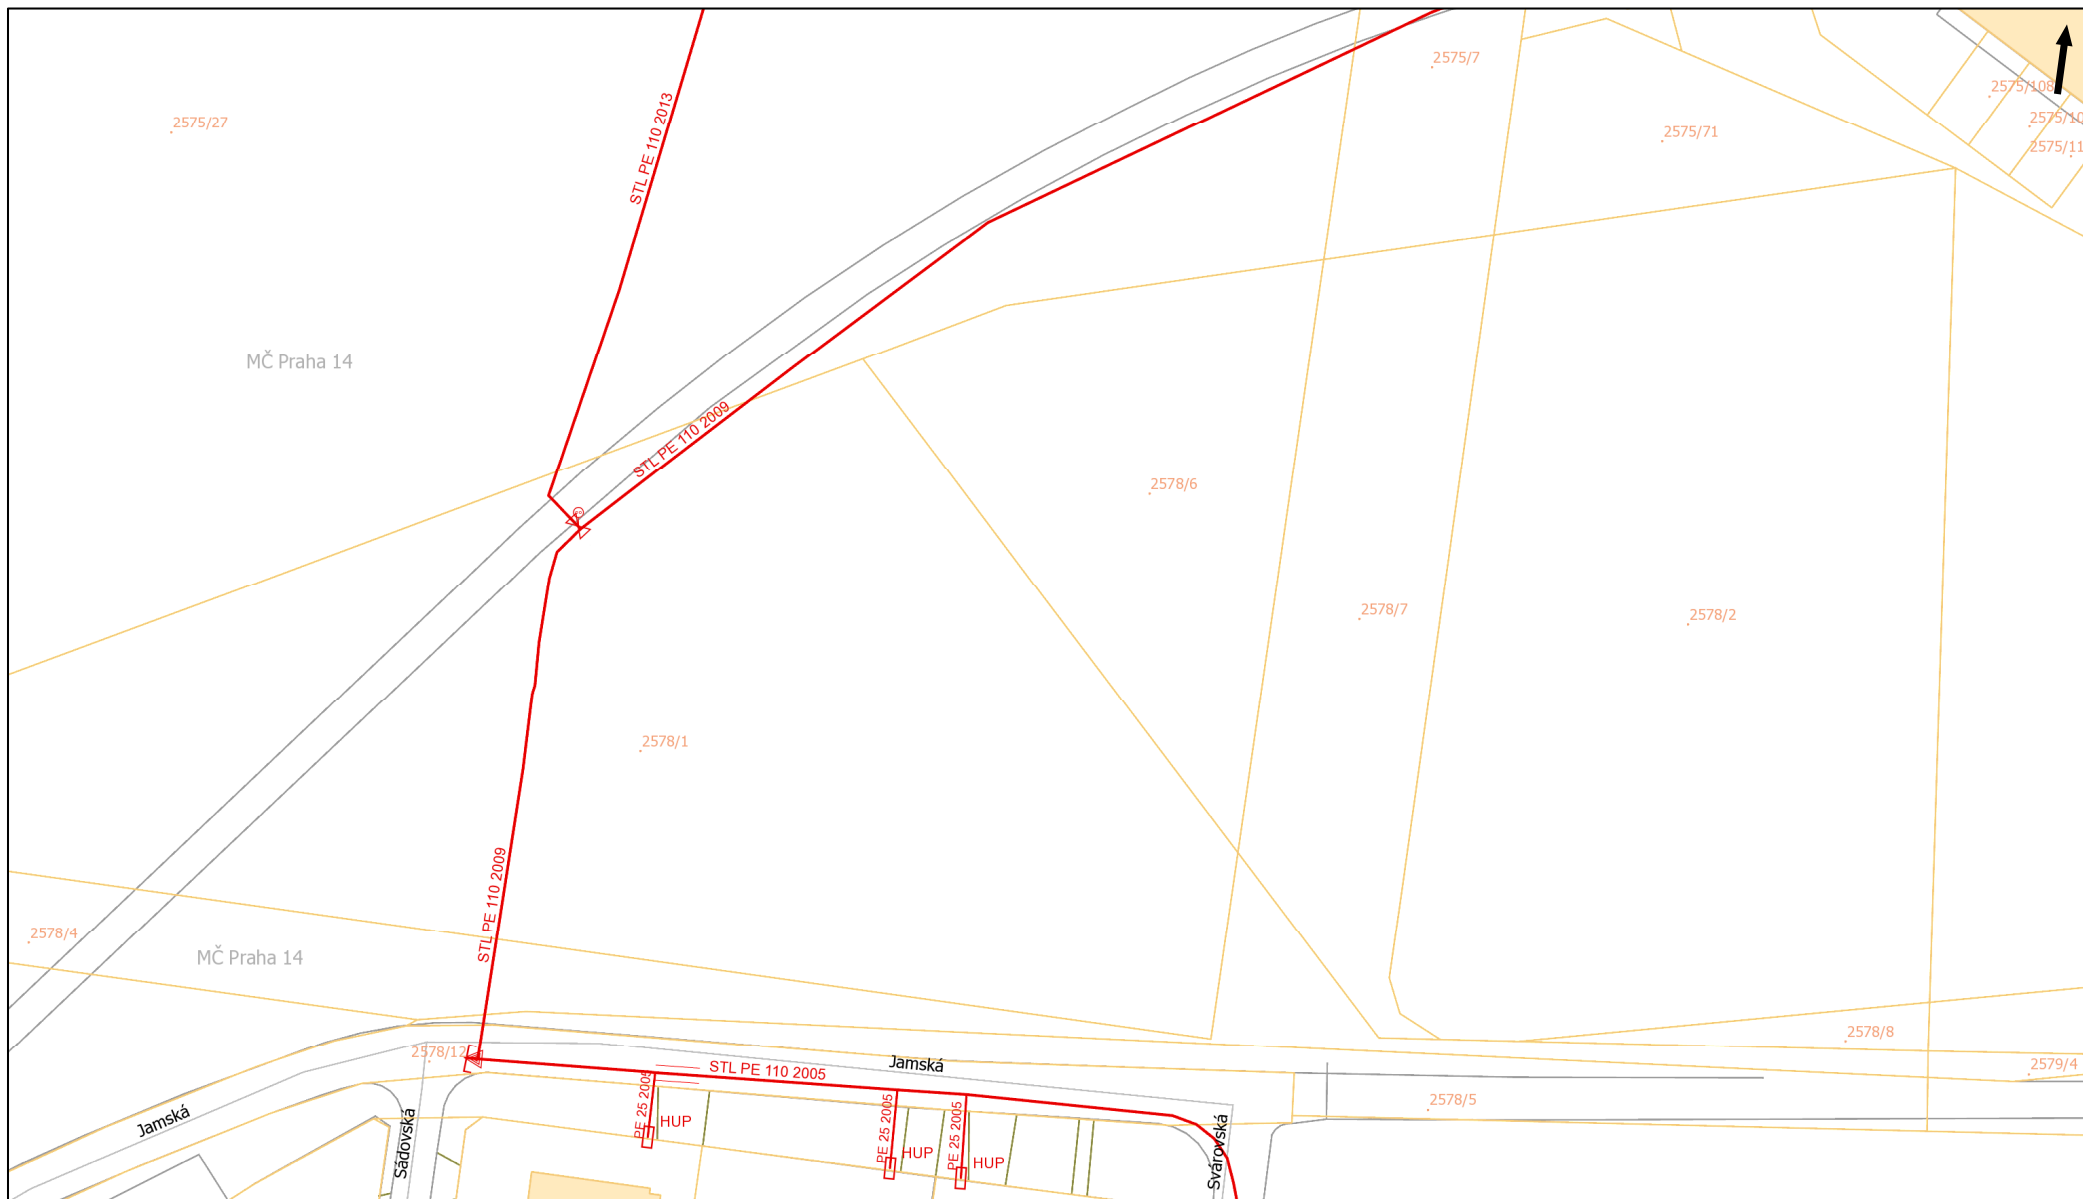 2575/7
2575/108
2575/27
2575/71
STL PE 110 2013
MČ Praha 14
STL PE 110 2009
2578/6
2578/7
2578/2
2578/1
STL PE 110 2009
2578/4
MČ Praha 14
2578/8
2578/12
Jamská
STL PE 110 2005
2579/4
2578/5
Jamská
Sádovská
PE 25 2005
HUP
PE 25 2005
HUP
PE 25 2005
HUP
Svárovská